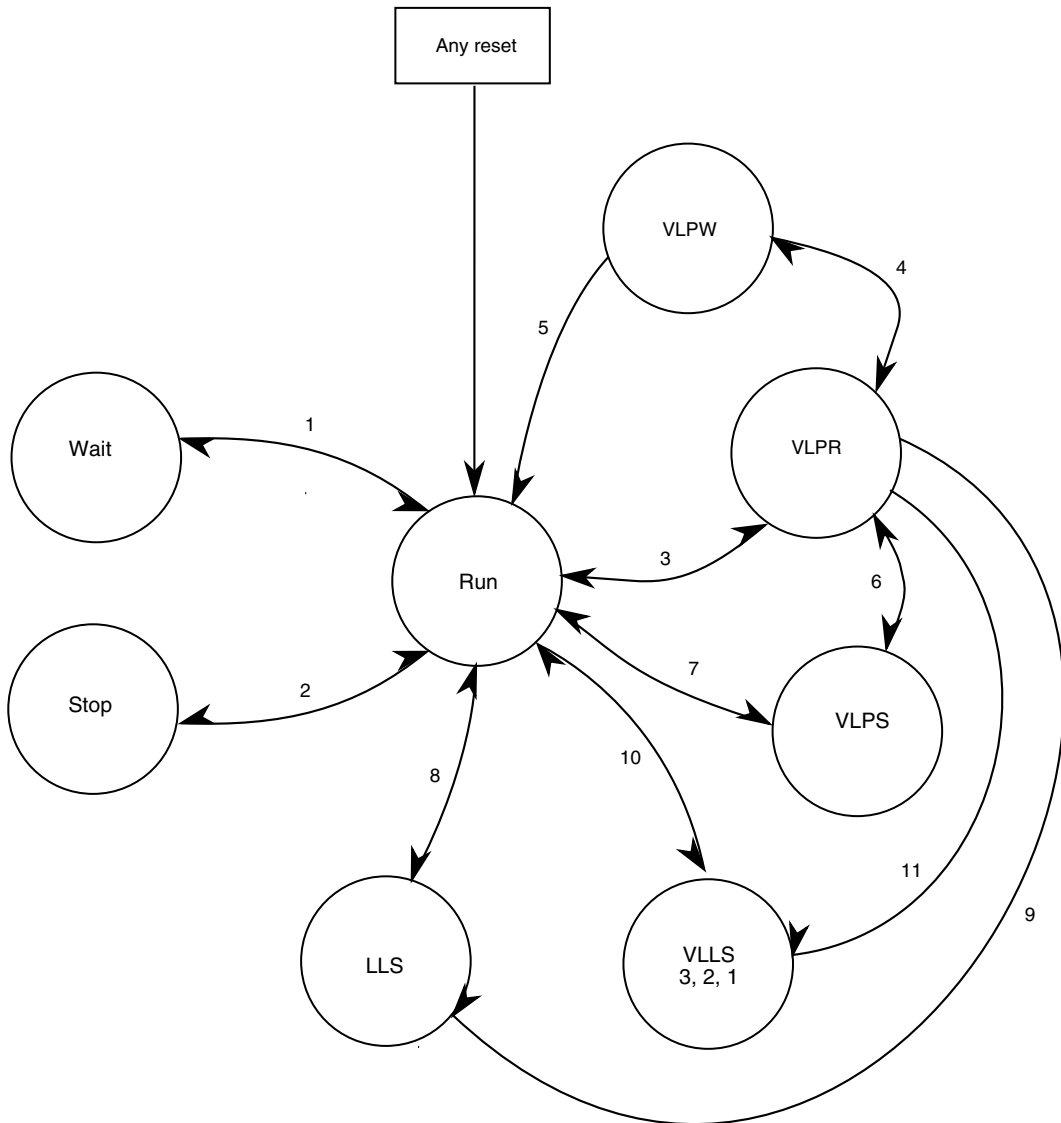 Any reset
VLPW
4
5
Wait
1
VLPR
3
Run
6
Stop
2
7
VLPS
8
10
11
9
LLS
VLLS
3, 2, 1